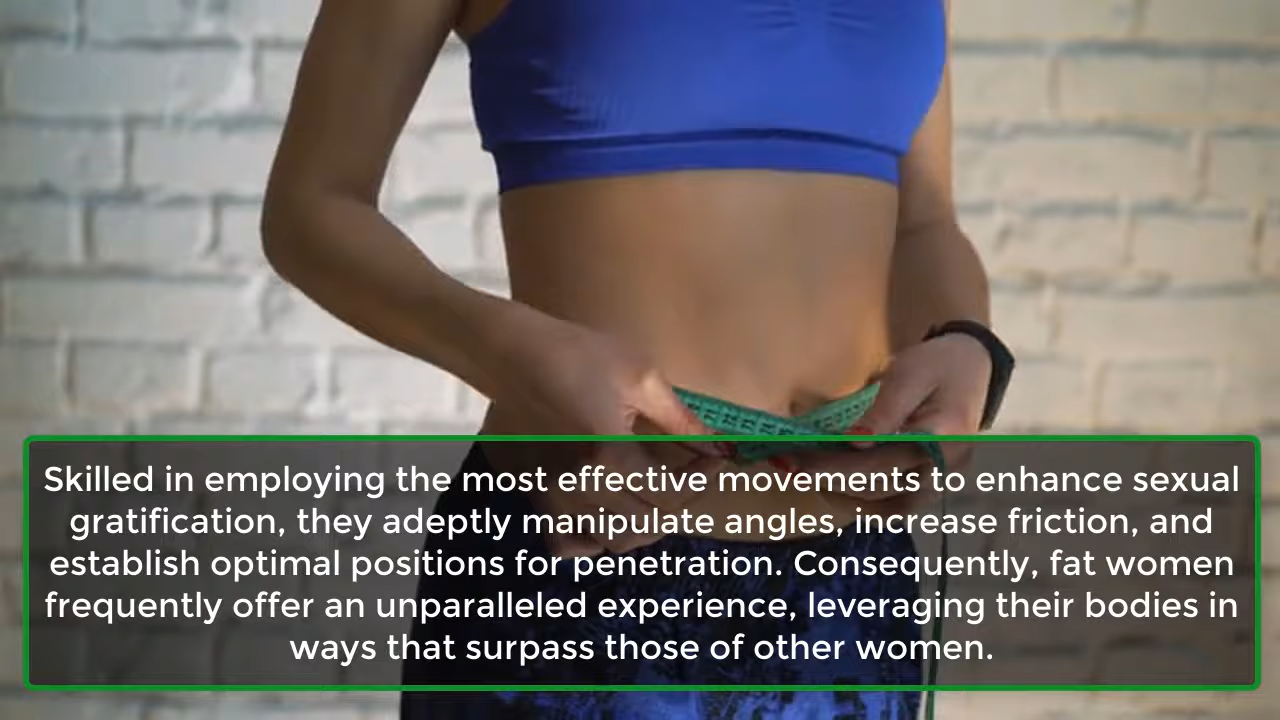 Skilled in employing the most effective movements to enhance sexual
gratification, they adeptly manipulate angles, increase friction, and
establish optimal positions for penetration. Consequently, fat women
frequently offer an unparalleled experience, leveraging their bodies in
ways that surpass those of other women.